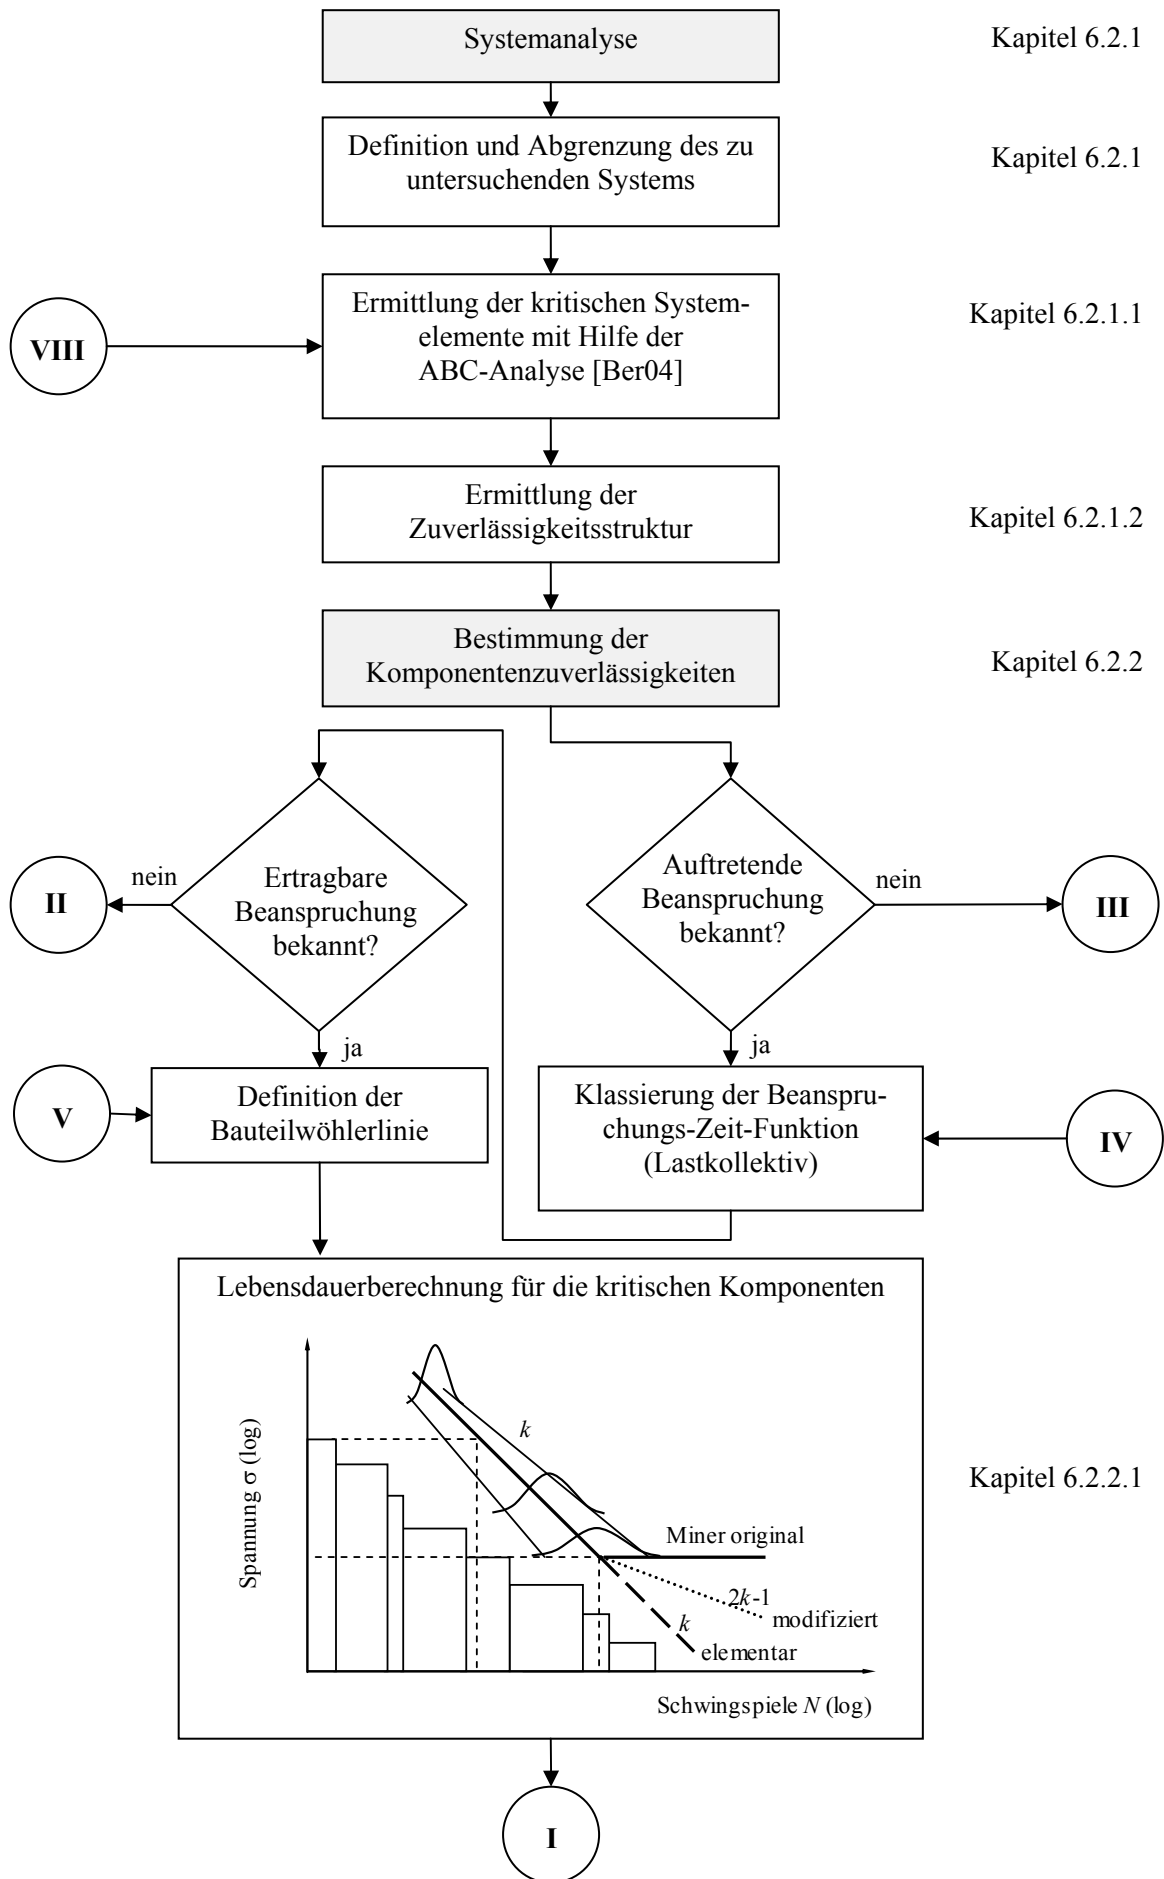 Systemanalyse
Kapitel 6.2.1
Definition und Abgrenzung des zu
untersuchenden Systems
Kapitel 6.2.1
Ermittlung der kritischen System-
elemente mit Hilfe der
ABC-Analyse [Ber04]
Kapitel 6.2.1.1
VIII
Ermittlung der
Zuverlässigkeitsstruktur
Kapitel 6.2.1.2
Bestimmung der
Komponentenzuverlässigkeiten
Kapitel 6.2.2
II
nein
Ertragbare
Beanspruchung
bekannt?
Auftretende
Beanspruchung
bekannt?
nein
III
ja
ja
V
Definition der
Bauteilwöhlerlinie
Klassierung der Beanspru-
chungs-Zeit-Funktion
(Lastkollektiv)
IV
Lebensdauerberechnung für die kritischen Komponenten
Spannung σ (log)
k
Kapitel 6.2.2.1
Miner original
2k-1
modifiziert
k
elementar
Schwingspiele N (log)
I